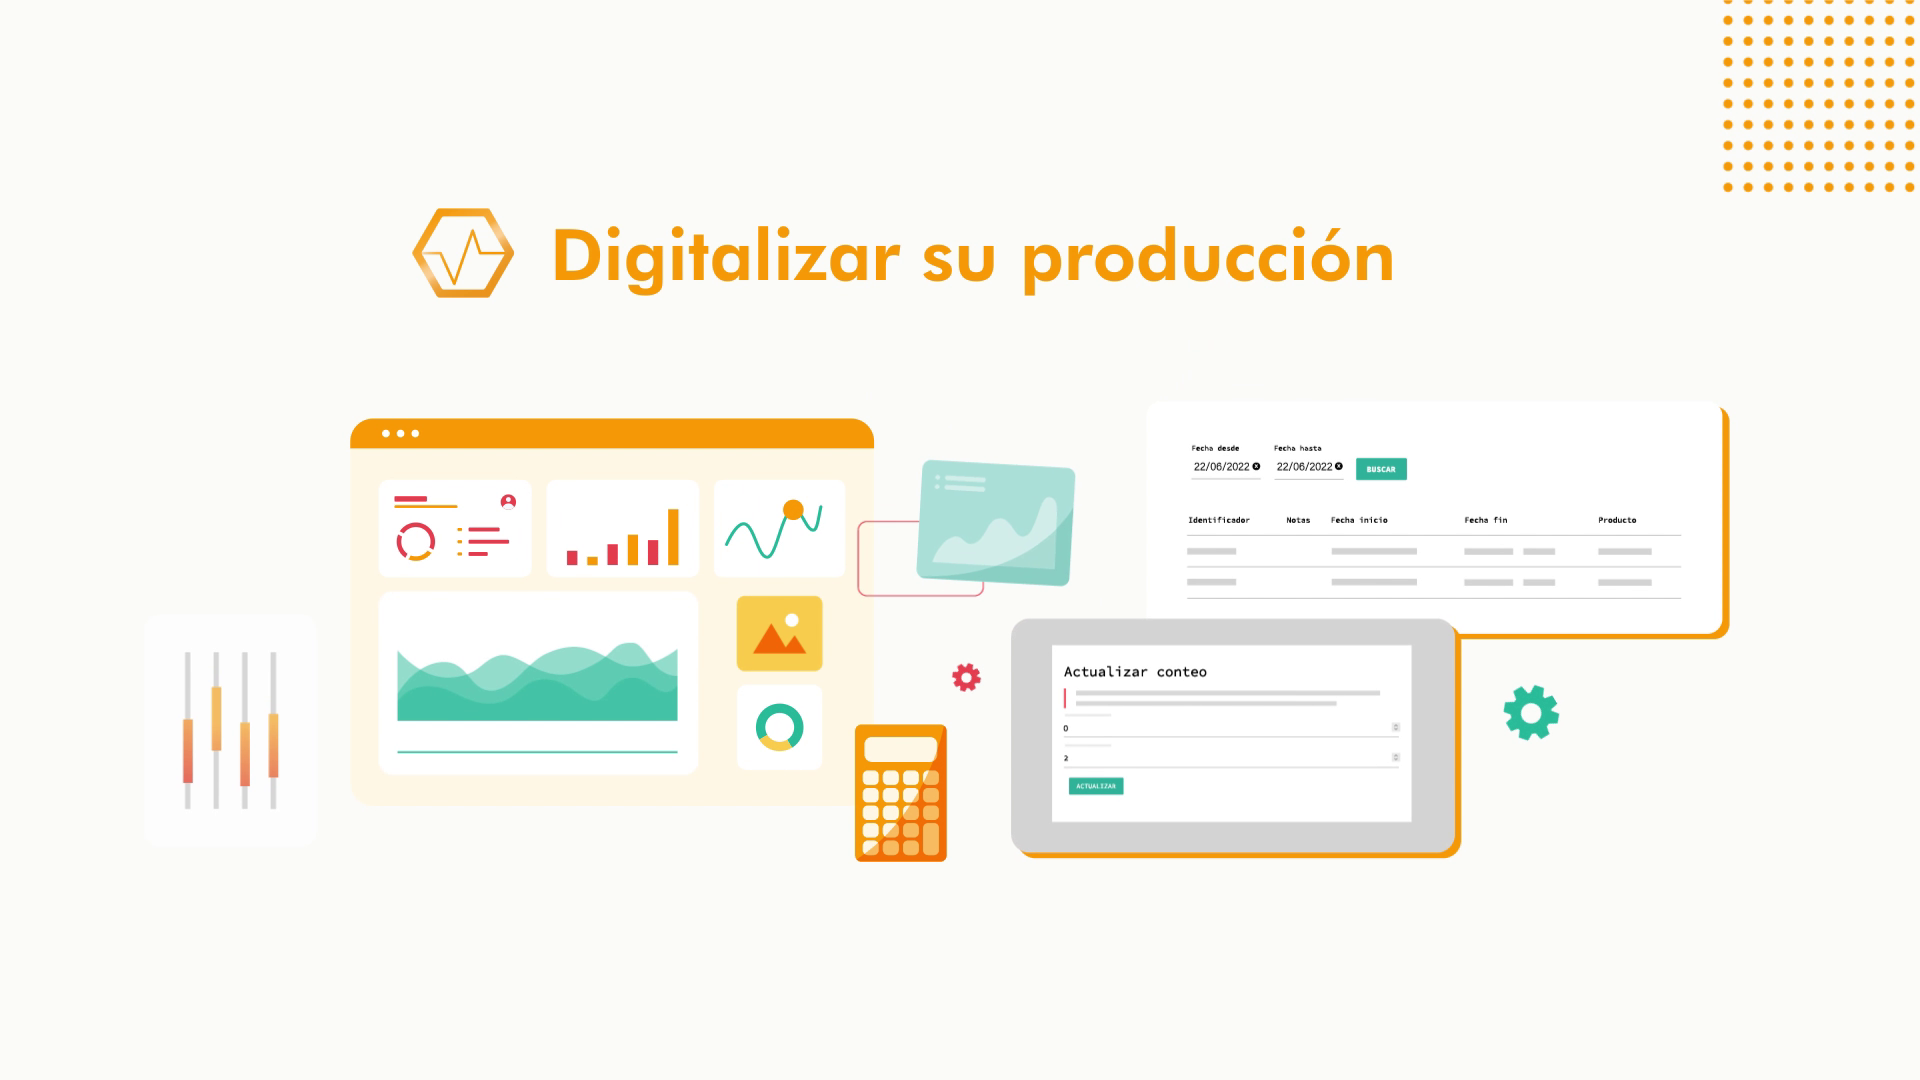 Digitalizar su producción
Fecha desde Fecha hasta
22/06/2022 22/06/2022 BUSCAR
Identificador Notas Fecha inicio Fecha fin Producto
Actualizar conteo
0
2
ACTUALIZAR